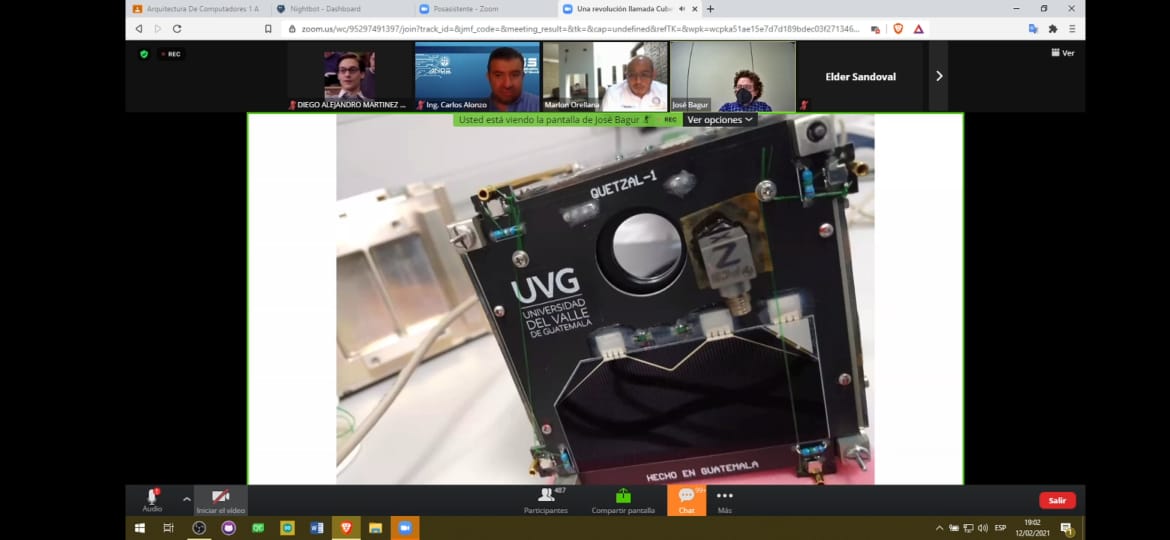 Arquitectura De Computadores 1 A
Nightbot - Dashboard
Posasistente - Zoom
Una revolución llamada Cube
zoom.us/wc/95297491397/join?track_id=&jmf_code=&meeting_result=&tk=&cap=undefined&refTK=&wpk=wcpka51ae15e7d7d189bdec03f271346...
REC
Ver
DIEGO ALEJANDRO MARTINEZ ...
Ing. Carlos Alonzo
Marlon Orellana
José Bagur
Elder Sandoval
Usted está viendo la pantalla de José Bagur
REC
Ver opciones
QUETZAL-1
UVG
UNIVERSIDAD
DEL VALLE
DE GUATEMALA
HECHO EN GUATEMALA
Audio
Iniciar el vídeo
487
Participantes
Compartir pantalla
99+
Chat
Más
Salir
ESP
19:02
12/02/2021